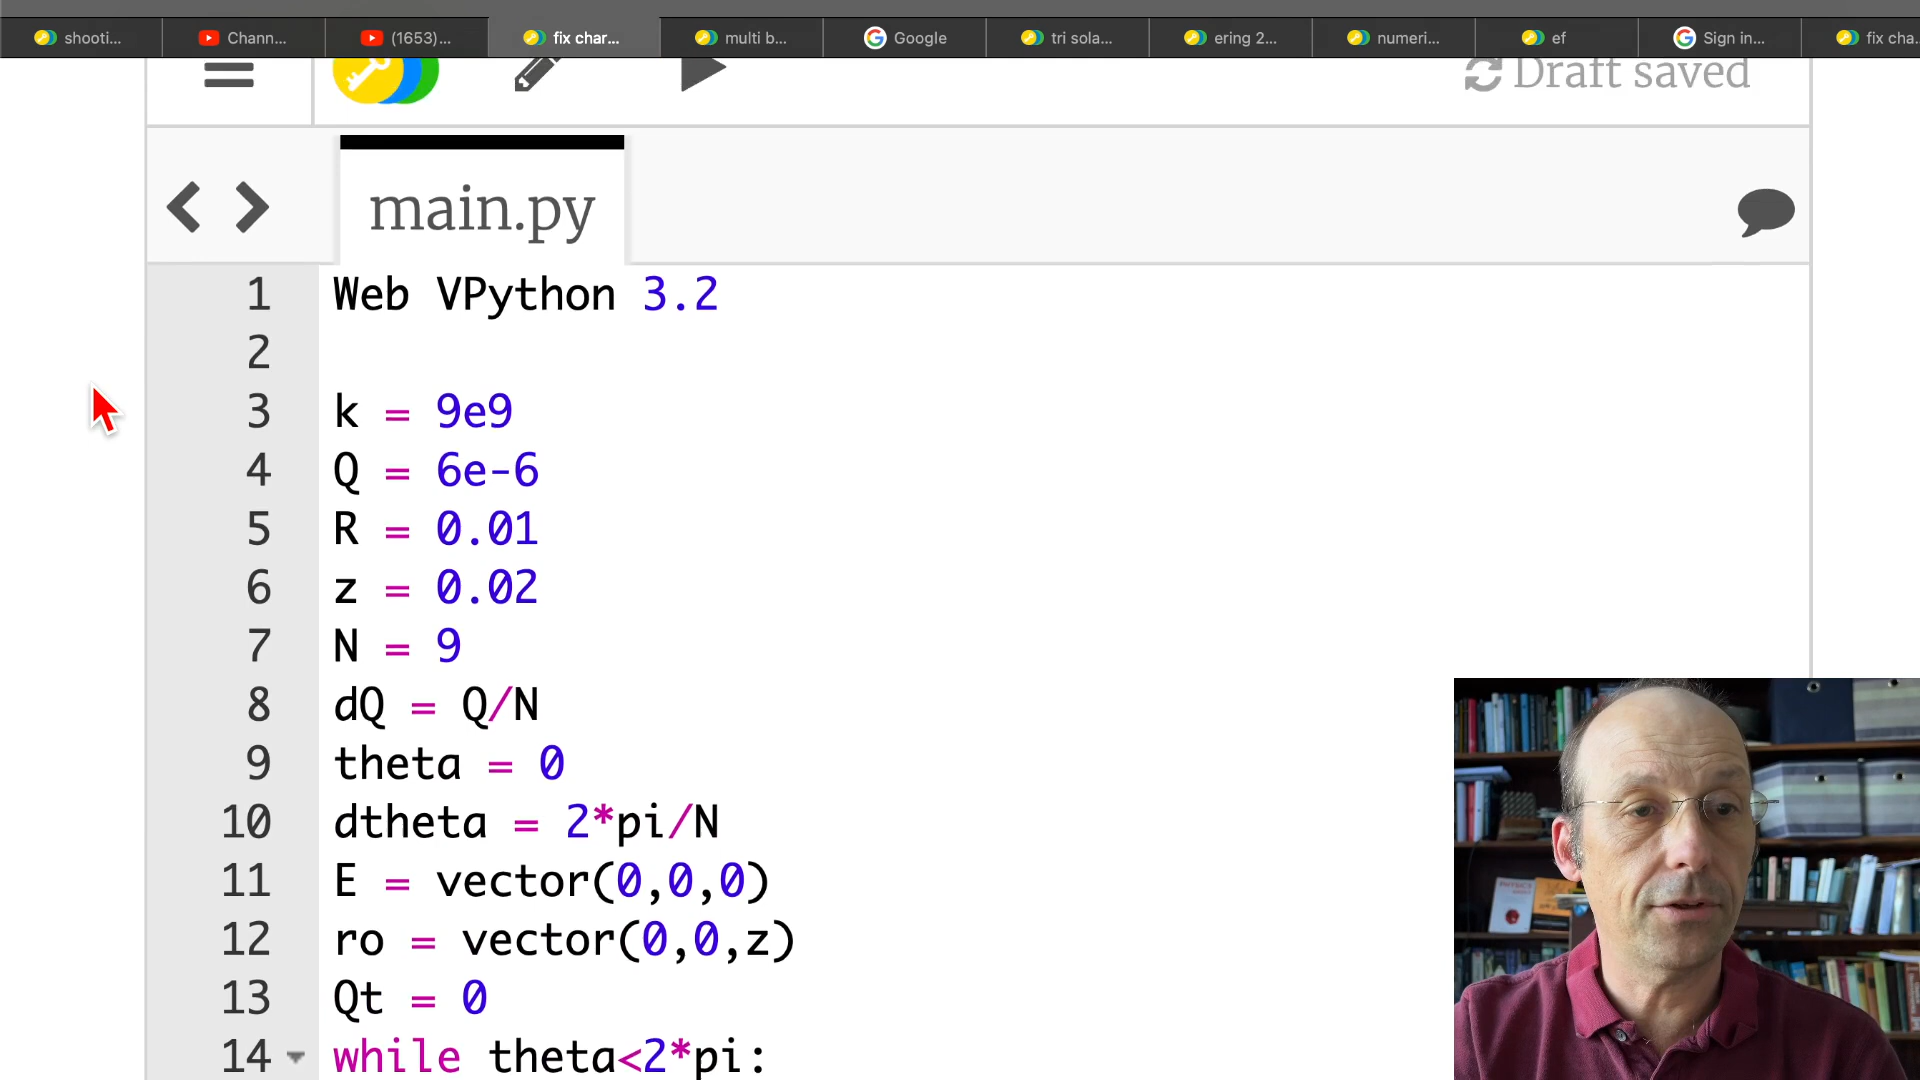 shooti...
Chann...
(1653)...
fix char...
multi b...
Google
tri sola...
ering 2...
numeri...
ef
Sign in...
fix cha.
Draft saved
main.py
1 Web VPython 3.2
2
3 k = 9e9
4 Q = 6e-6
5 R = 0.01
6 z = 0.02
7 N = 9
8 dQ = Q/N
9 theta = 0
10 dtheta = 2*pi/N
11 E = vector(0,0,0)
12 ro = vector(0,0,z)
13 Qt = 0
14 while theta<2*pi:
PHYSICS